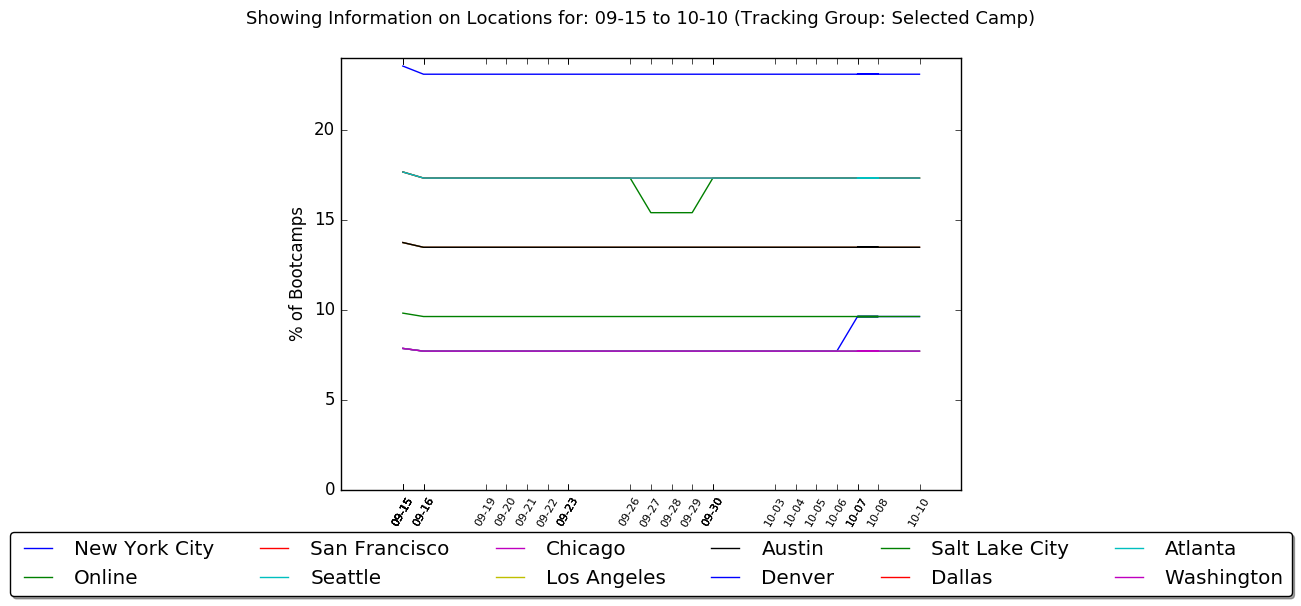 Showing Information on Locations for: 09-15 to 10-10 (Tracking Group: Selected Camp)
% of Bootcamps
20
15
10
5
0
09-15 09-16 09-19 09-20 09-21 09-22 09-23 09-26 09-27 09-28 09-29 09-30 10-03 10-04 10-05 10-06 10-07 10-08 10-10
New York City San Francisco Chicago Austin Salt Lake City Atlanta
Online Seattle Los Angeles Denver Dallas Washington